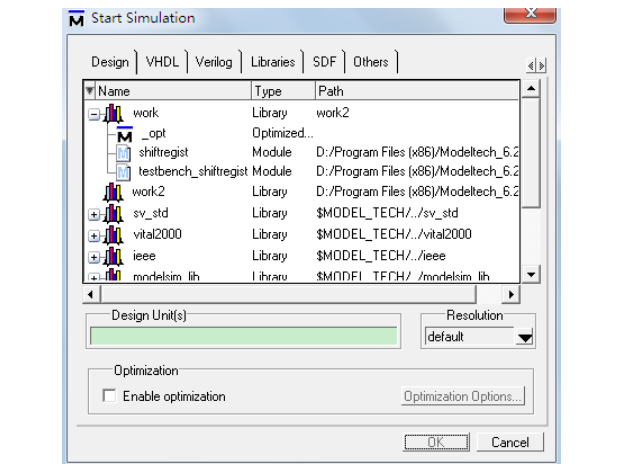 Start Simulation
Design VHDL Verilog Libraries SDF Others
Name Type Path
work Library work2
_opt Optimized...
shiftregist Module D:/Program Files (x86)/Modeltech_6.2
testbench_shiftregist Module D:/Program Files (x86)/Modeltech_6.2
work2 Library D:/Program Files (x86)/Modeltech_6.2
sv_std Library $MODEL_TECH/../sv_std
vital2000 Library $MODEL_TECH/../vital2000
ieee Library $MODEL_TECH/../ieee
modelsim_lib Library $MODEL_TECH/../modelsim_lib
Design Unit(s) Resolution
default
Optimization
Enable optimization Optimization Options...
OK Cancel